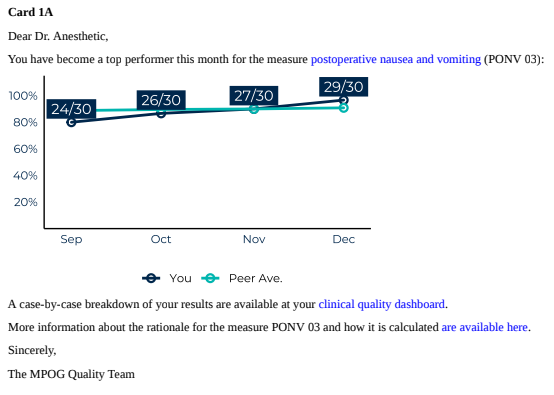 Card 1A
Dear Dr. Anesthetic,
You have become a top performer this month for the measure postoperative nausea and vomiting (PONV 03):
100%
80%
60%
40%
20%
24/30
26/30
27/30
29/30
Sep Oct Nov Dec
You Peer Ave.
A case-by-case breakdown of your results are available at your clinical quality dashboard.
More information about the rationale for the measure PONV 03 and how it is calculated are available here.
Sincerely,
The MPOG Quality Team